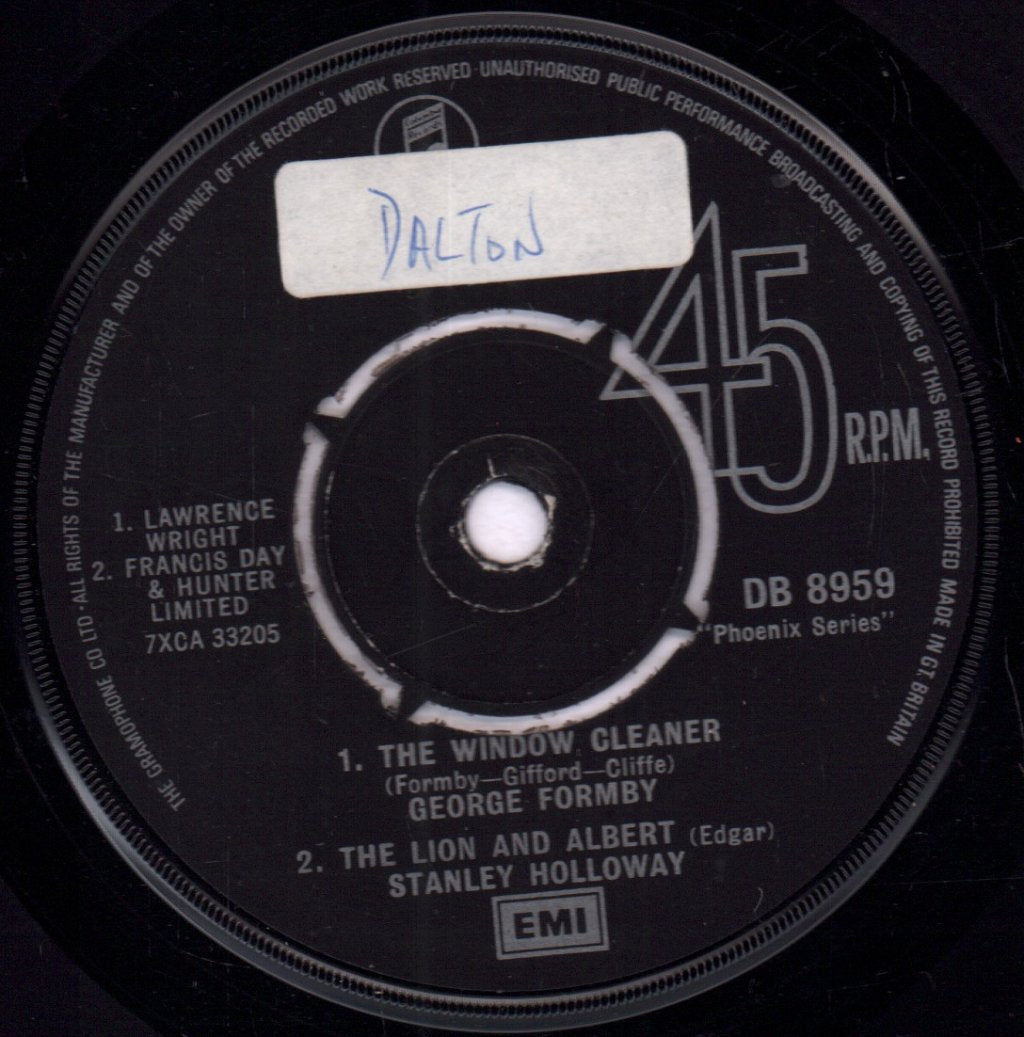 THE GRAMOPHONE CO LTD · ALL RIGHTS OF THE MANUFACTURER AND OF THE OWNER OF THE RECORDED WORK RESERVED · UNAUTHORISED PUBLIC PERFORMANCE BROADCASTING AND COPYING OF THIS RECORD PROHIBITED MADE IN GT. BRITAIN
DALTON
45
R.P.M.
1. LAWRENCE
WRIGHT
2. FRANCIS DAY
& HUNTER
LIMITED
7XCA 33205
DB 8959
"Phoenix Series"
1. THE WINDOW CLEANER
(Formby—Gifford—Cliffe)
GEORGE FORMBY
2. THE LION AND ALBERT (Edgar)
STANLEY HOLLOWAY
EMI